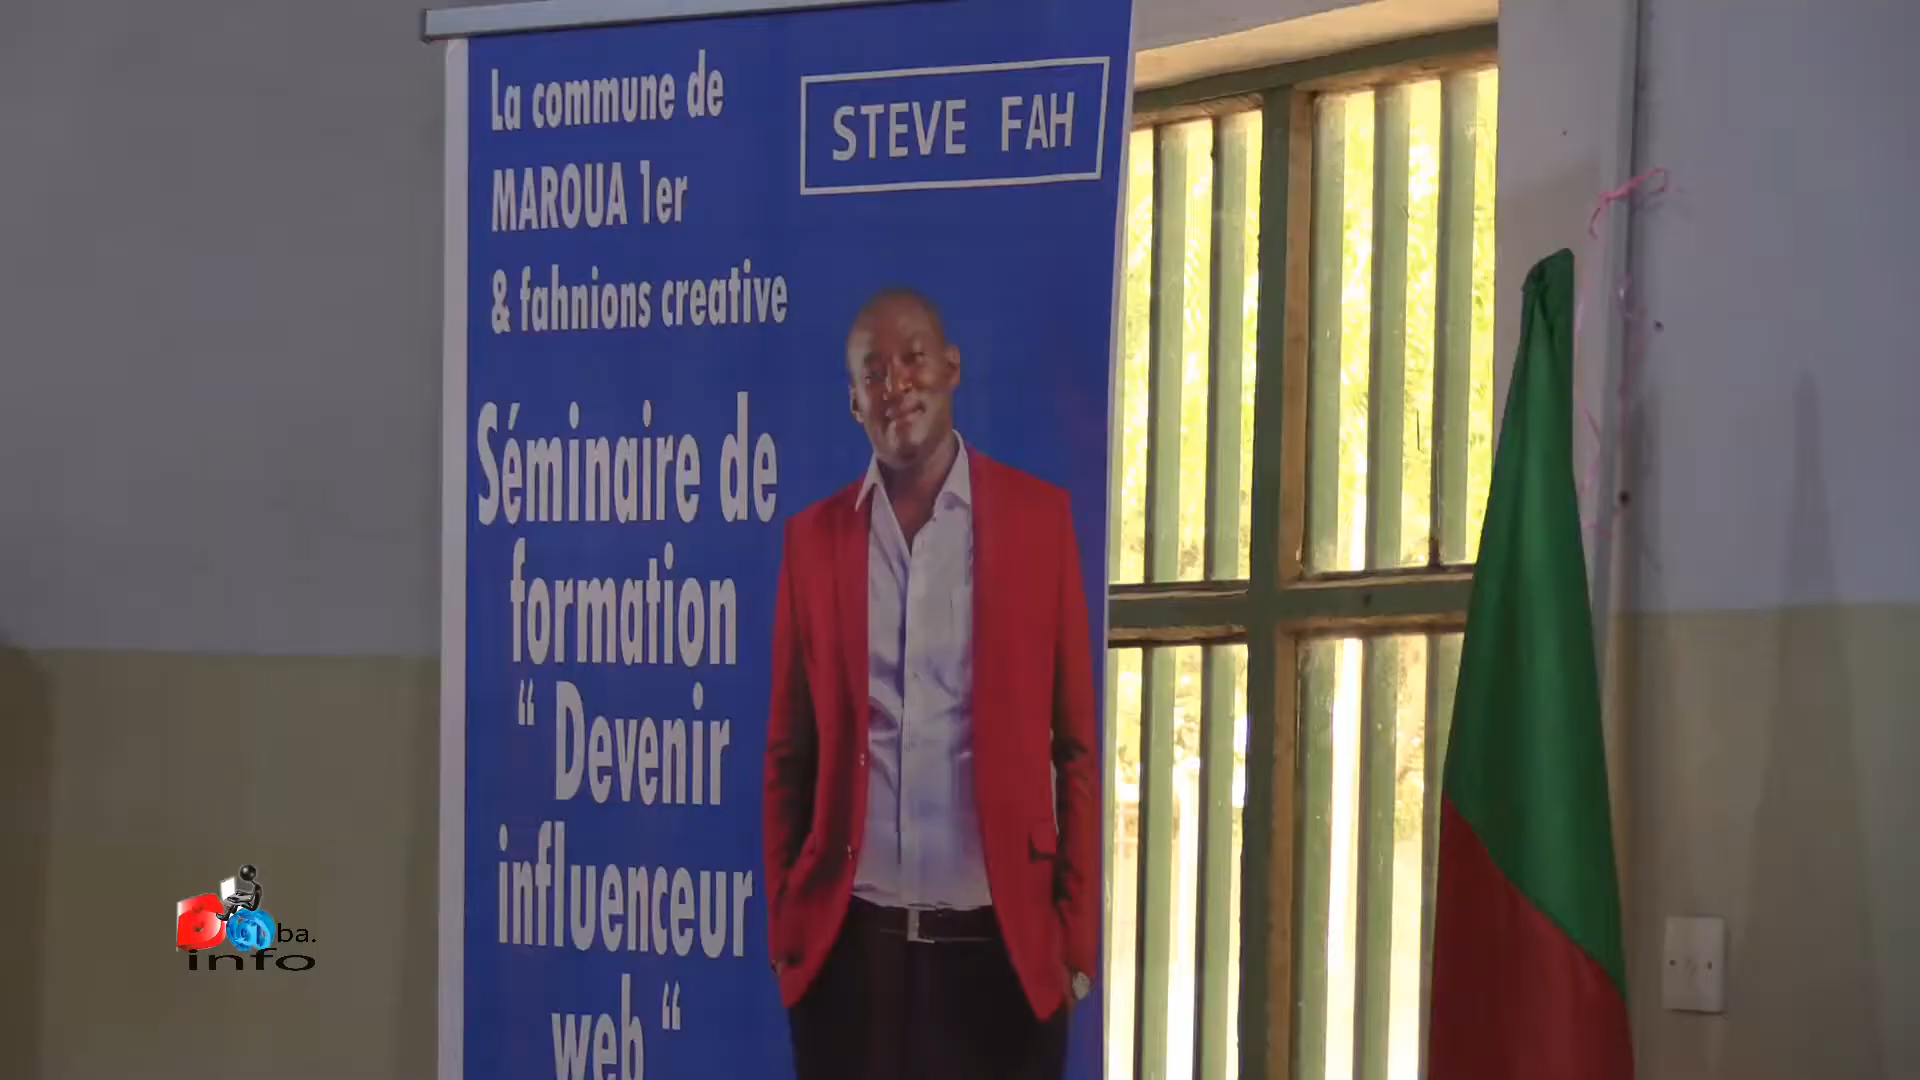 La commune de
MAROUA 1er
& fahnions creative
STEVE FAH
Séminaire de
formation
“ Devenir
influenceur
web “
ba.
info